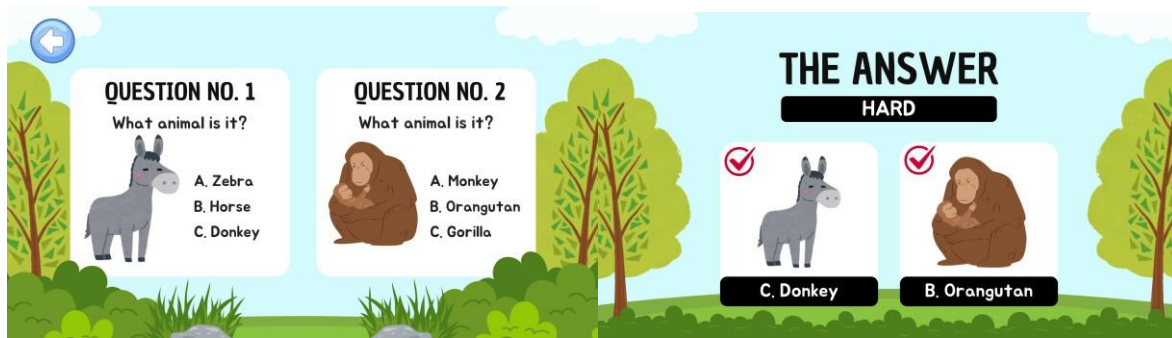 QUESTION NO. 1
What animal is it?
A. Zebra
B. Horse
C. Donkey
QUESTION NO. 2
What animal is it?
A. Monkey
B. Orangutan
C. Gorilla
THE ANSWER
HARD
C. Donkey
B. Orangutan